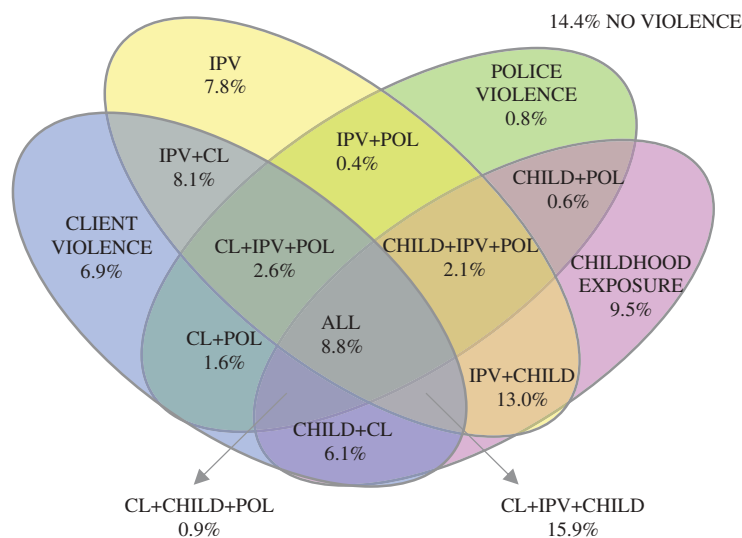 14.4% NO VIOLENCE
IPV
7.8%
POLICE
VIOLENCE
0.8%
IPV+POL
0.4%
IPV+CL
8.1%
CHILD+POL
0.6%
CLIENT
VIOLENCE
6.9%
CL+IPV+POL
2.6%
CHILD+IPV+POL
2.1%
CHILDHOOD
EXPOSURE
9.5%
ALL
8.8%
CL+POL
1.6%
IPV+CHILD
13.0%
CHILD+CL
6.1%
CL+CHILD+POL
0.9%
CL+IPV+CHILD
15.9%